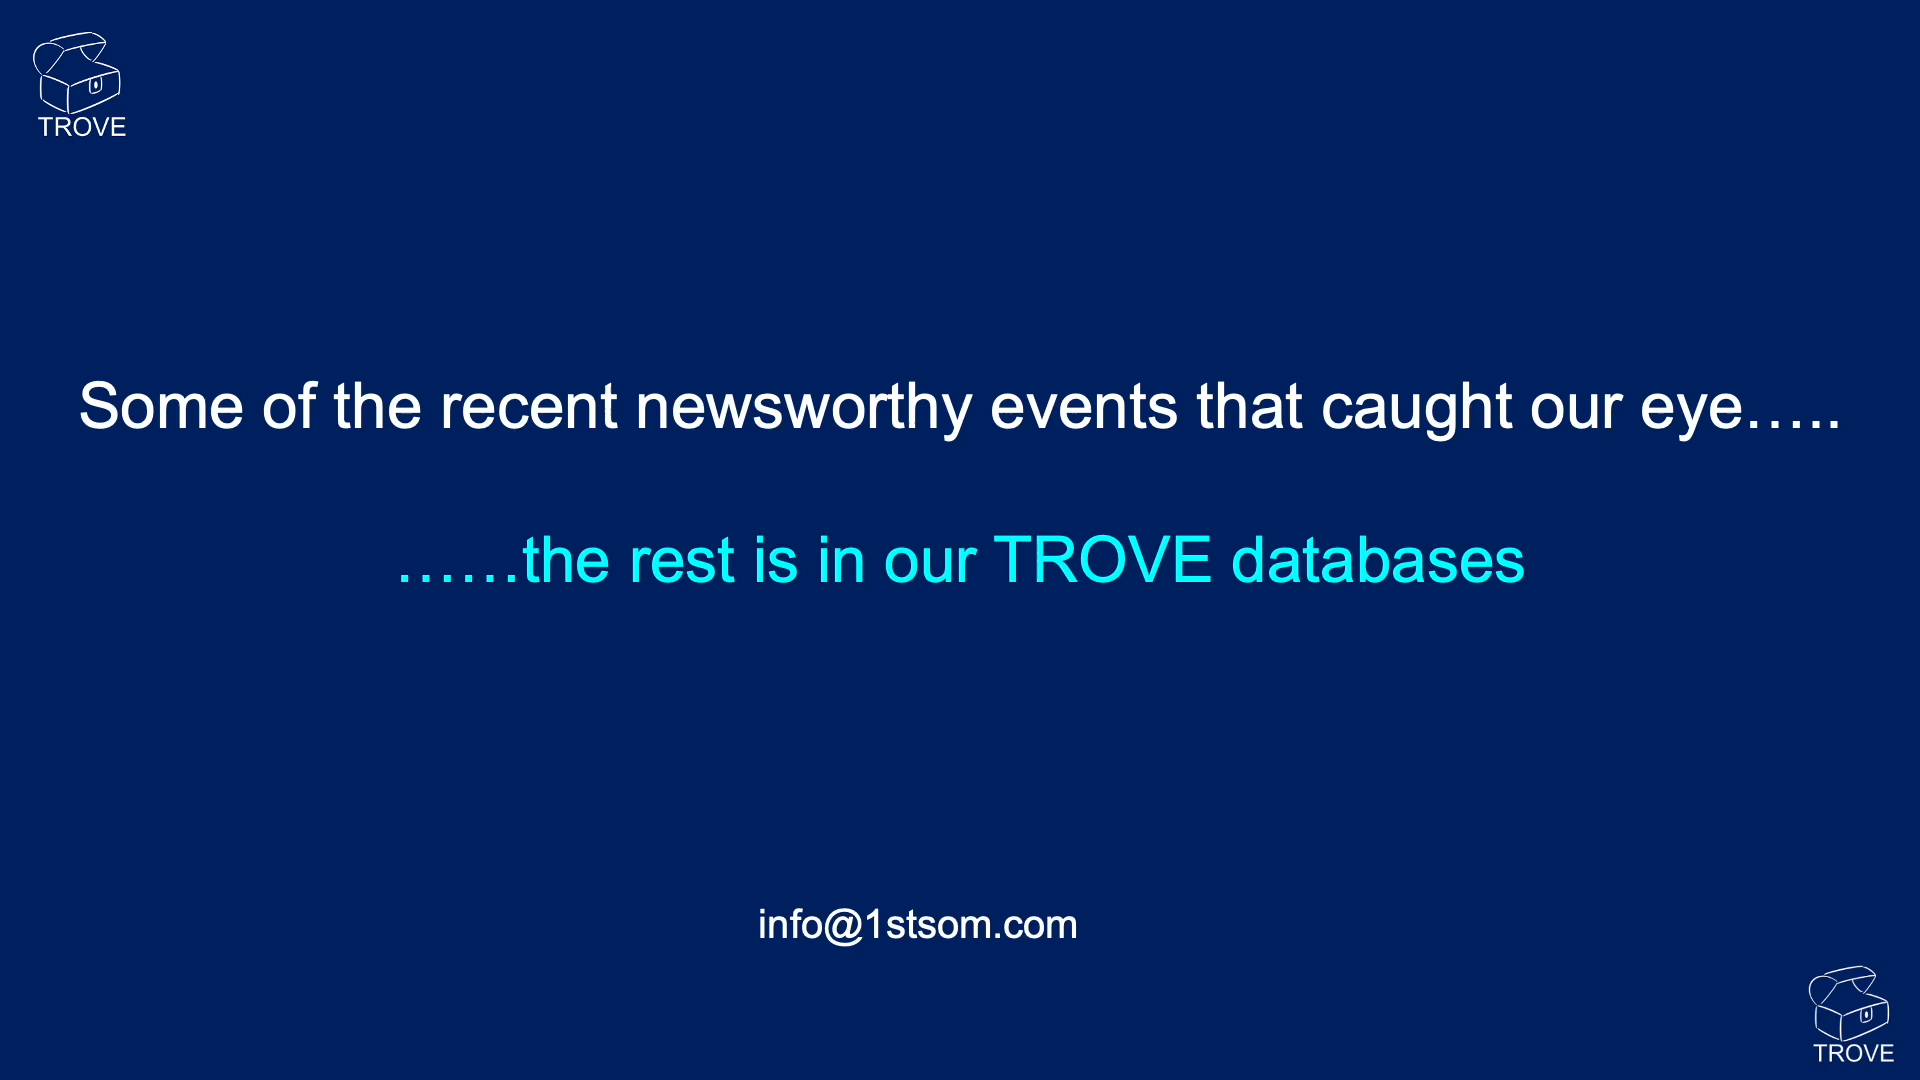 TROVE
Some of the recent newsworthy events that caught our eye…..
……the rest is in our TROVE databases
info@1stsom.com
TROVE